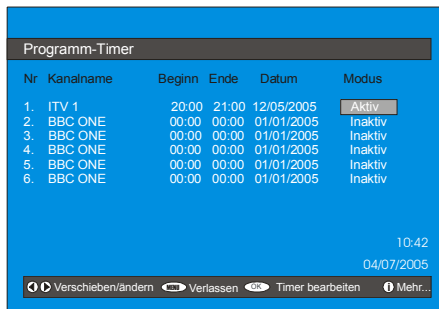 Programm-Timer
Nr Kanalname Beginn Ende Datum Modus
1. ITV 1 20:00 21:00 12/05/2005 Aktiv
2. BBC ONE 00:00 00:00 01/01/2005 Inaktiv
3. BBC ONE 00:00 00:00 01/01/2005 Inaktiv
4. BBC ONE 00:00 00:00 01/01/2005 Inaktiv
5. BBC ONE 00:00 00:00 01/01/2005 Inaktiv
6. BBC ONE 00:00 00:00 01/01/2005 Inaktiv
10:42
04/07/2005
Verschieben/ändern MENU Verlassen OK Timer bearbeiten i Mehr...